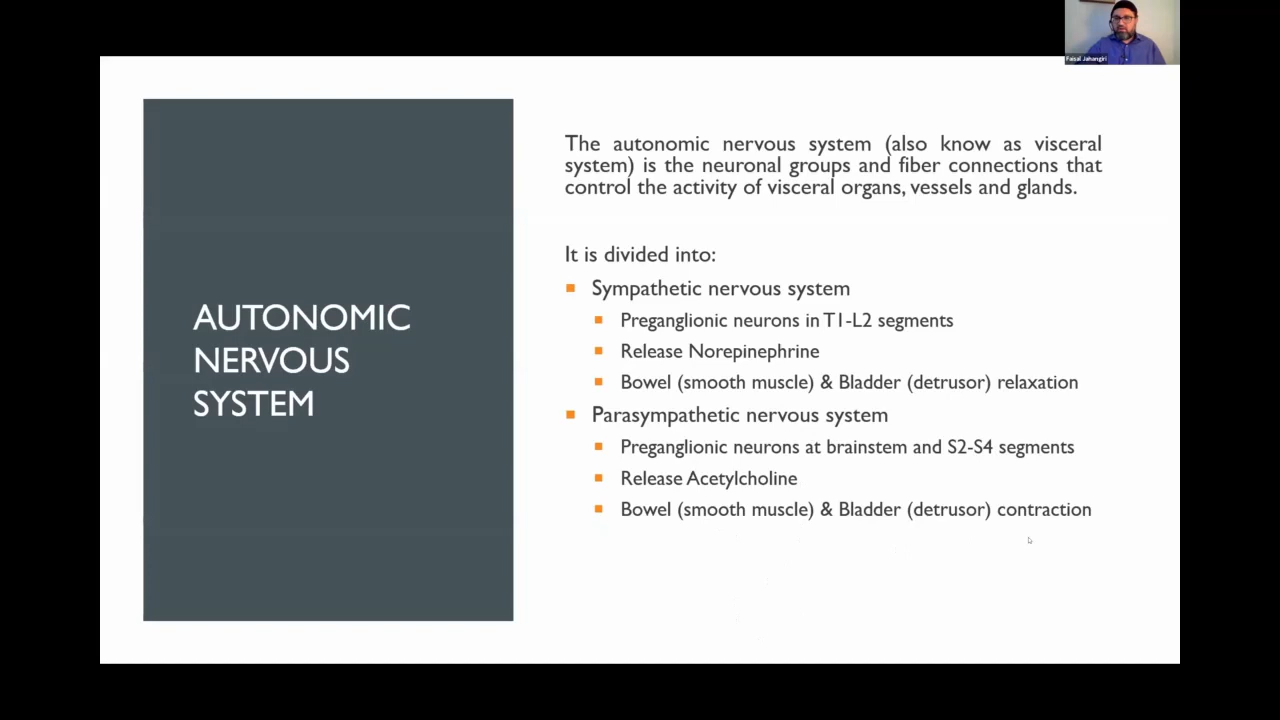 Faisal Jahangiri
AUTONOMIC
NERVOUS
SYSTEM
The autonomic nervous system (also know as visceral
system) is the neuronal groups and fiber connections that
control the activity of visceral organs, vessels and glands.
It is divided into:
Sympathetic nervous system
Preganglionic neurons in T1-L2 segments
Release Norepinephrine
Bowel (smooth muscle) & Bladder (detrusor) relaxation
Parasympathetic nervous system
Preganglionic neurons at brainstem and S2-S4 segments
Release Acetylcholine
Bowel (smooth muscle) & Bladder (detrusor) contraction